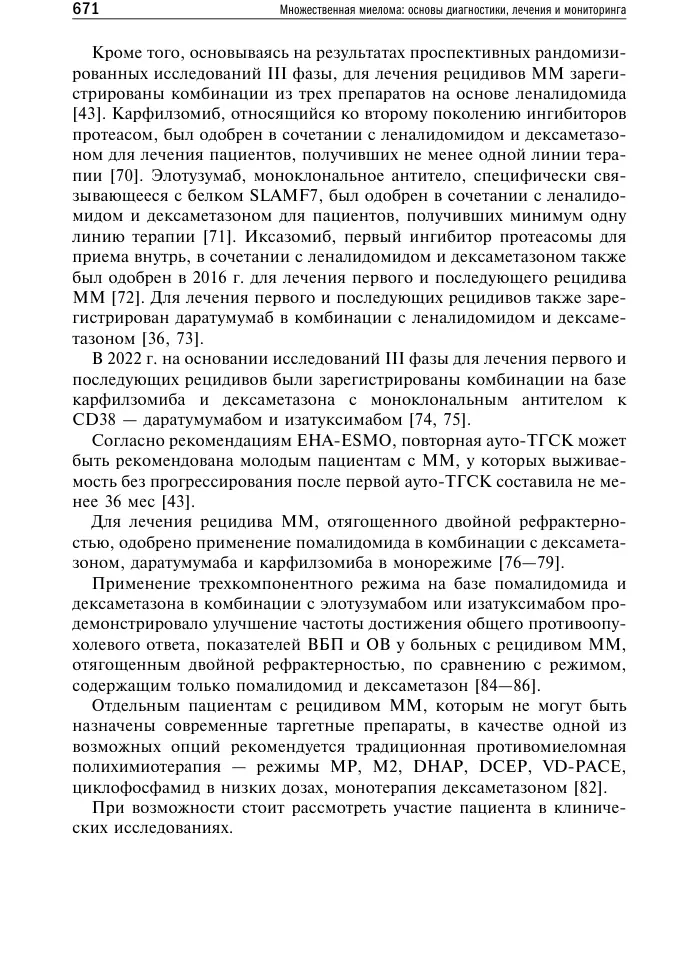 671
Множественная миелома: основы диагностики, лечения и мониторинга
Кроме того, основываясь на результатах проспективных рандомизи-
рованных исследований III фазы, для лечения рецидивов ММ зареги-
стрированы комбинации из трех препаратов на основе леналидомида
[43]. Карфилзомиб, относящийся ко второму поколению ингибиторов
протеасом, был одобрен в сочетании с леналидомидом и дексаметазо-
ном для лечения пациентов, получивших не менее одной линии тера-
пии [70]. Элотузумаб, моноклональное антитело, специфически свя-
зывающееся с белком SLAMF7, был одобрен в сочетании с леналидо-
мидом и дексаметазоном для пациентов, получивших минимум одну
линию терапии [71]. Иксазомиб, первый ингибитор протеасомы для
приема внутрь, в сочетании с леналидомидом и дексаметазоном также
был одобрен в 2016 г. для лечения первого и последующего рецидива
ММ [72]. Для лечения первого и последующих рецидивов также заре-
гистрирован даратумумаб в комбинации с леналидомидом и дексаме-
тазоном [36, 73].
В 2022 г. на основании исследований III фазы для лечения первого и
последующих рецидивов были зарегистрированы комбинации на базе
карфилзомиба и дексаметазона с моноклональным антителом к
CD38 — даратумумабом и изатуксимабом [74, 75].
Согласно рекомендациям EHA-ESMO, повторная ауто-ТГСК может
быть рекомендована молодым пациентам с ММ, у которых выживае-
мость без прогрессирования после первой ауто-ТГСК составила не ме-
нее 36 мес [43].
Для лечения рецидива ММ, отягощенного двойной рефрактерно-
стью, одобрено применение помалидомида в комбинации с дексамета-
зоном, даратумумаба и карфилзомиба в монорежиме [76—79].
Применение трехкомпонентного режима на базе помалидомида и
дексаметазона в комбинации с элотузумабом или изатуксимабом про-
демонстрировало улучшение частоты достижения общего противоопу-
холевого ответа, показателей ВБП и ОВ у больных с рецидивом ММ,
отягощенным двойной рефрактерностью, по сравнению с режимом,
содержащим только помалидомид и дексаметазон [84—86].
Отдельным пациентам с рецидивом ММ, которым не могут быть
назначены современные таргетные препараты, в качестве одной из
возможных опций рекомендуется традиционная противомиеломная
полихимиотерапия — режимы MP, M2, DHAP, DCEP, VD-PACE,
циклофосфамид в низких дозах, монотерапия дексаметазоном [82].
При возможности стоит рассмотреть участие пациента в клиниче-
ских исследованиях.